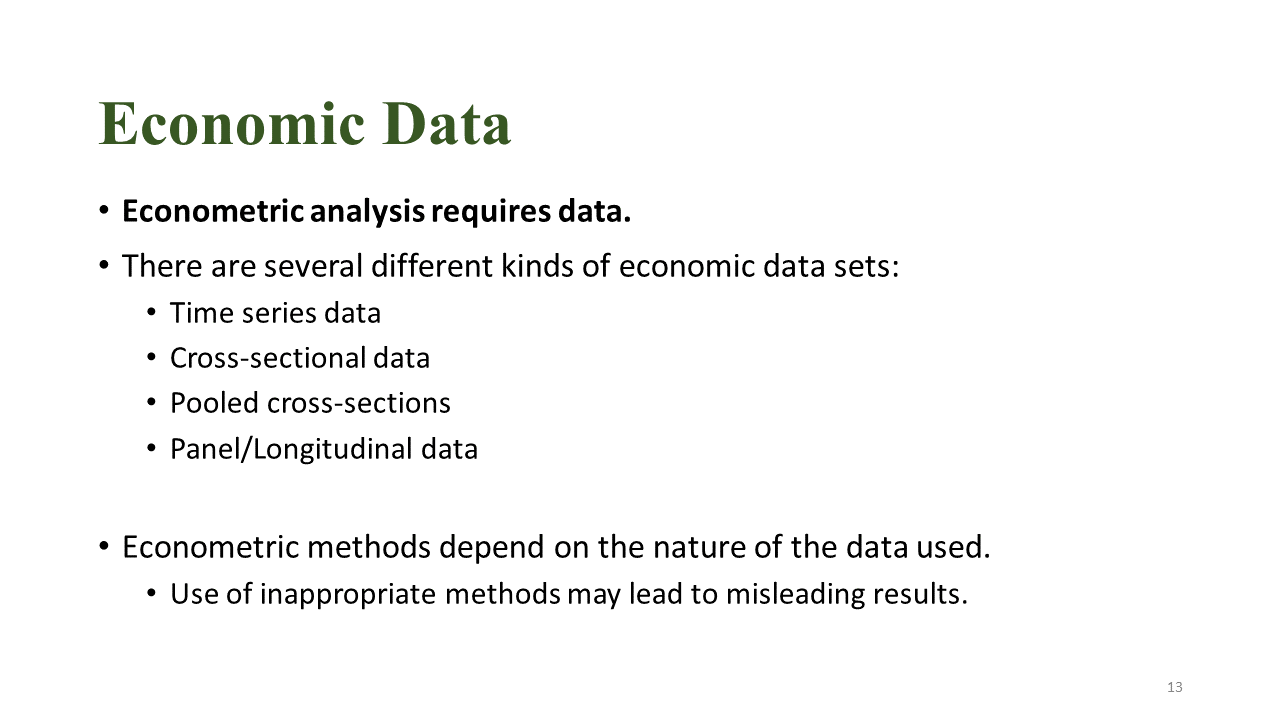 Economic Data
• Econometric analysis requires data.
• There are several different kinds of economic data sets:
• Time series data
• Cross-sectional data
• Pooled cross-sections
• Panel/Longitudinal data
• Econometric methods depend on the nature of the data used.
• Use of inappropriate methods may lead to misleading results.
13